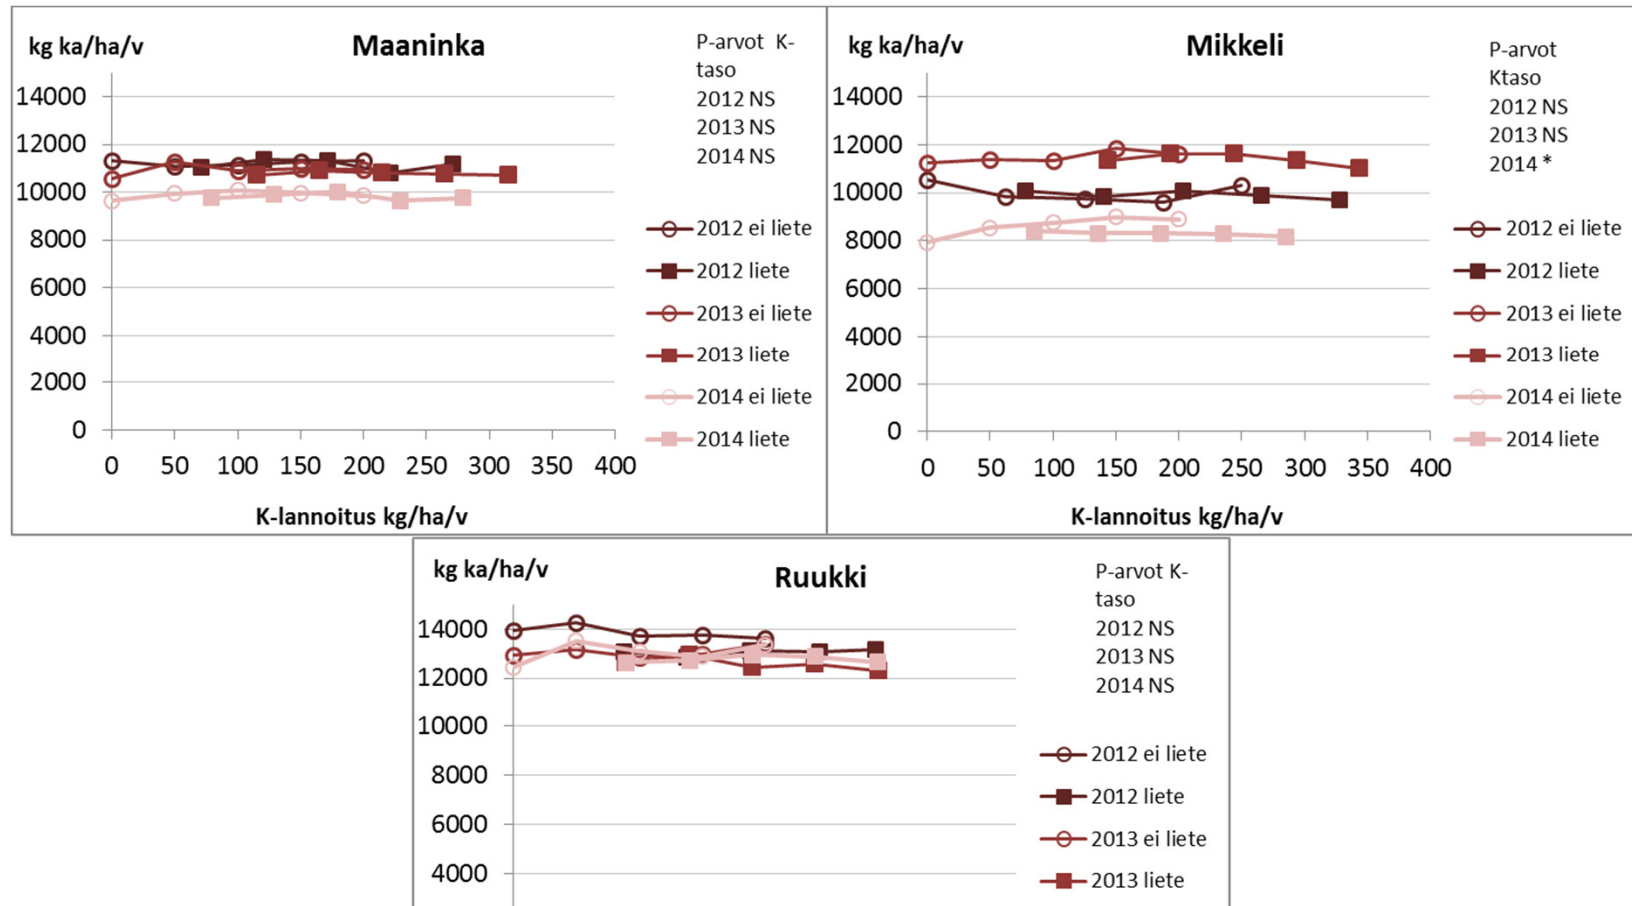 kg ka/ha/v
Maaninka
P-arvot K-
taso
2012 NS
2013 NS
2014 NS
14000
12000
10000
8000
6000
4000
2000
0
0 50 100 150 200 250 300 350 400
K-lannoitus kg/ha/v
2012 ei liete
2012 liete
2013 ei liete
2013 liete
2014 ei liete
2014 liete
kg ka/ha/v
Mikkeli
P-arvot
Ktaso
2012 NS
2013 NS
2014 *
14000
12000
10000
8000
6000
4000
2000
0
0 50 100 150 200 250 300 350 400
K-lannoitus kg/ha/v
2012 ei liete
2012 liete
2013 ei liete
2013 liete
2014 ei liete
2014 liete
kg ka/ha/v
Ruukki
P-arvot K-
taso
2012 NS
2013 NS
2014 NS
14000
12000
10000
8000
6000
4000
2012 ei liete
2012 liete
2013 ei liete
2013 liete